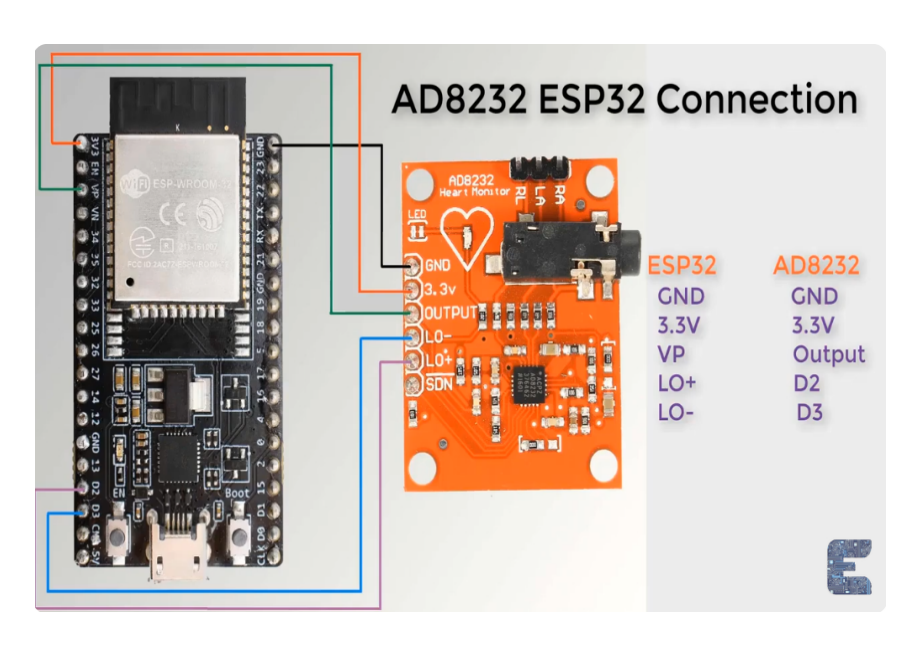 AD8232 ESP32 Connection
3V3
EN
VP
VN
34
35
32
33
25
26
27
14
12
GND
13
D2
D3
5V
K
WiFi ESP-WROOM-32
CE
EN
Boot
GND
23
22
TX
RX
21
GND
19
18
5
17
16
4
0
2
15
D1
D0
CLK
AD8232
Heart Monitor
RL
LA
RA
LED
GND
3.3v
OUTPUT
LO-
LO+
SDN
ESP32 AD8232
GND GND
3.3V 3.3V
VP Output
LO+ D2
LO- D3
E